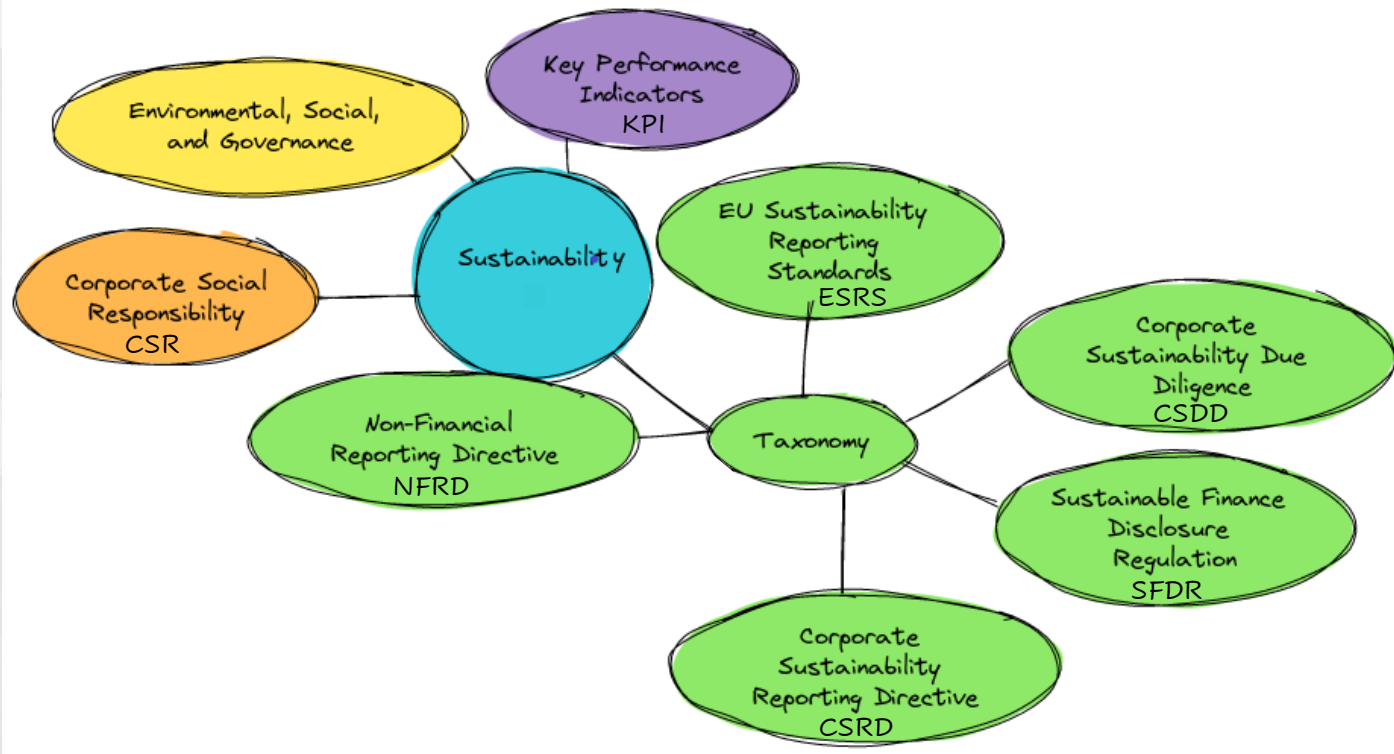 Key Performance
Indicators
KPI
Environmental, Social,
and Governance
EU Sustainability
Reporting
Standards
ESRS
Sustainability
Corporate Social
Responsibility
CSR
Corporate
Sustainability Due
Diligence
CSDD
Non-Financial
Reporting Directive
NFRD
Taxonomy
Sustainable Finance
Disclosure
Regulation
SFDR
Corporate
Sustainability
Reporting Directive
CSRD